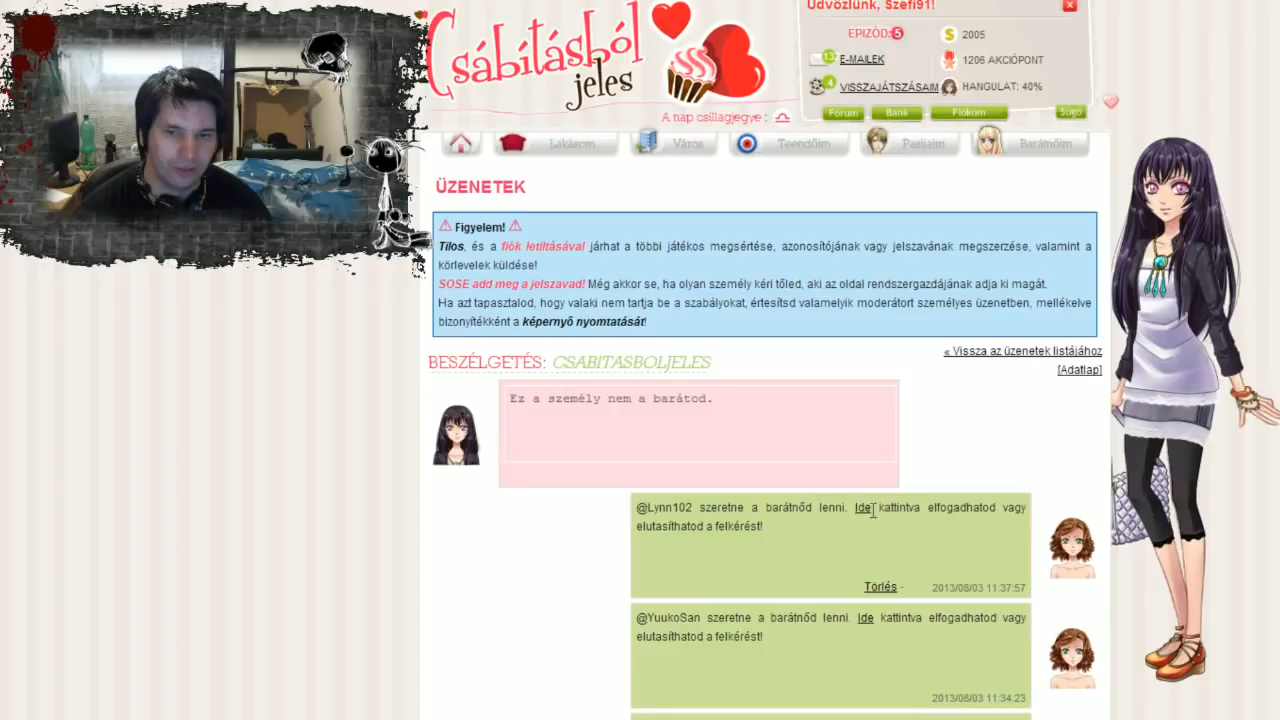 Csábításból
jeles
A nap csillagjegye :
Üdvözlünk, Szefi91!
x
EPIZÓD: 5
2005
13
E-MAILEK
1206 AKCIÓPONT
4
VISSZAJÁTSZÁSAIM
HANGULAT: 40%
Fórum
Bank
Fiókom
Súgó
Lakásom
Város
Teendőim
Pasijaim
Barátnőim
ÜZENETEK
Figyelem!
Tilos, és a fiók letiltásával járhat a többi játékos megsértése, azonosítójának vagy jelszavának megszerzése, valamint a
körlevelek küldése!
SOSE add meg a jelszavad! Még akkor se, ha olyan személy kéri tőled, aki az oldal rendszergazdájának adja ki magát.
Ha azt tapasztalod, hogy valaki nem tartja be a szabályokat, értesítsd valamelyik moderátort személyes üzenetben, mellékelve
bizonyítékként a képernyő nyomtatását!
« Vissza az üzenetek listájához
BESZÉLGETÉS: CSABITASBOLJELES
[Adatlap]
Ez a személy nem a barátod.
@Lynn102 szeretne a barátnőd lenni. Ide kattintva elfogadhatod vagy
elutasíthatod a felkérést!
Törlés - 2013/08/03 11:37:57
@YuukoSan szeretne a barátnőd lenni. Ide kattintva elfogadhatod vagy
elutasíthatod a felkérést!
2013/08/03 11:34:23